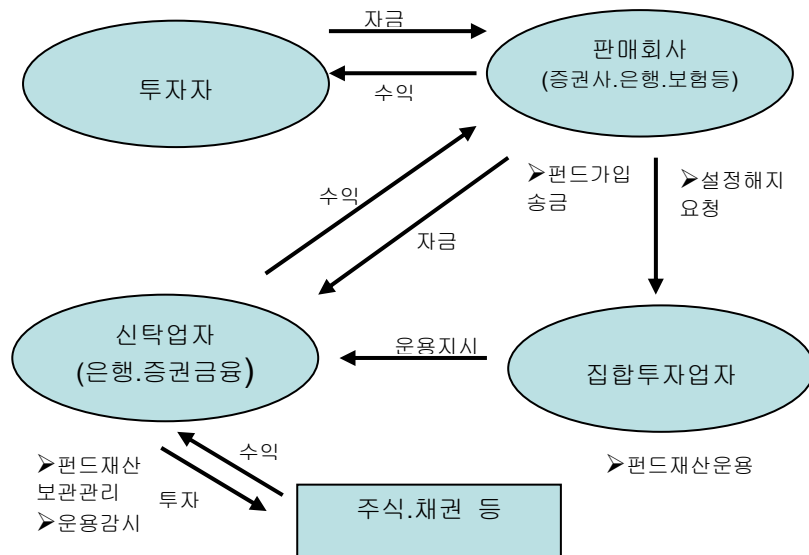 자금
판매회사
(증권사.은행.보험등)
투자자
수익
수익
➢펀드가입
송금
➢설정해지
요청
자금
신탁업자
(은행.증권금융)
운용지시
집합투자업자
➢펀드재산
보관관리
➢운용감시
수익
투자
➢펀드재산운용
주식.채권 등